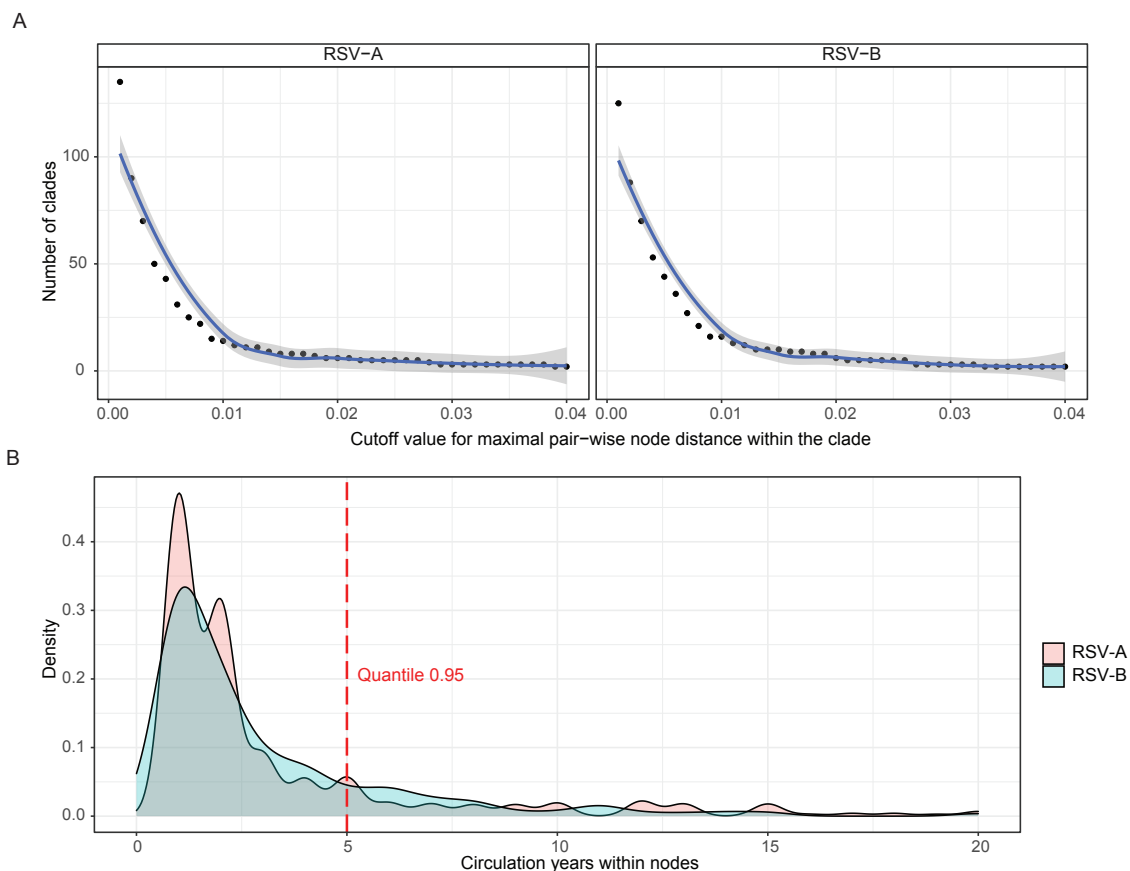 A
RSV−A
RSV−B
Number of clades
100
50
0
0.00
0.01
0.02
0.03
0.04
0.00
0.01
0.02
0.03
0.04
Cutoff value for maximal pair−wise node distance within the clade
B
Density
0.4
0.3
0.2
0.1
0.0
Quantile 0.95
RSV−A
RSV−B
0
5
10
15
20
Circulation years within nodes